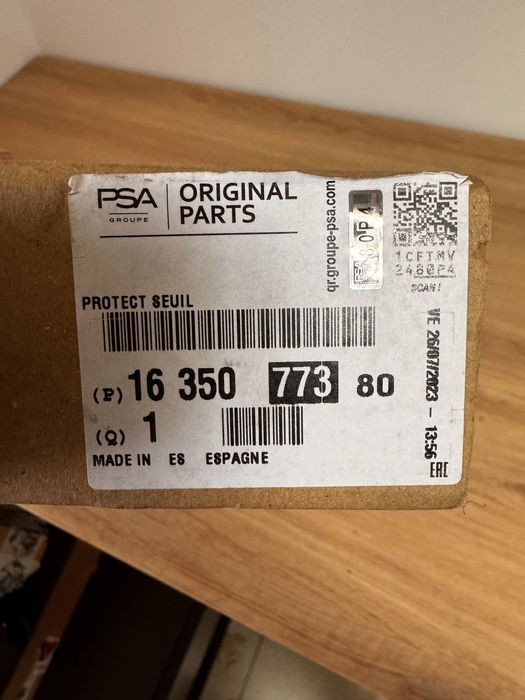 PSA
GROUPE
ORIGINAL
PARTS
qr.groupe-psa.com
PROTECT SEUIL
1CFTMV
2460P4
SCAN!
(P) 16 350 773 80
(Q) 1
MADE IN ES ESPAGNE
VE 26/07/2023 - 13:56
EAC